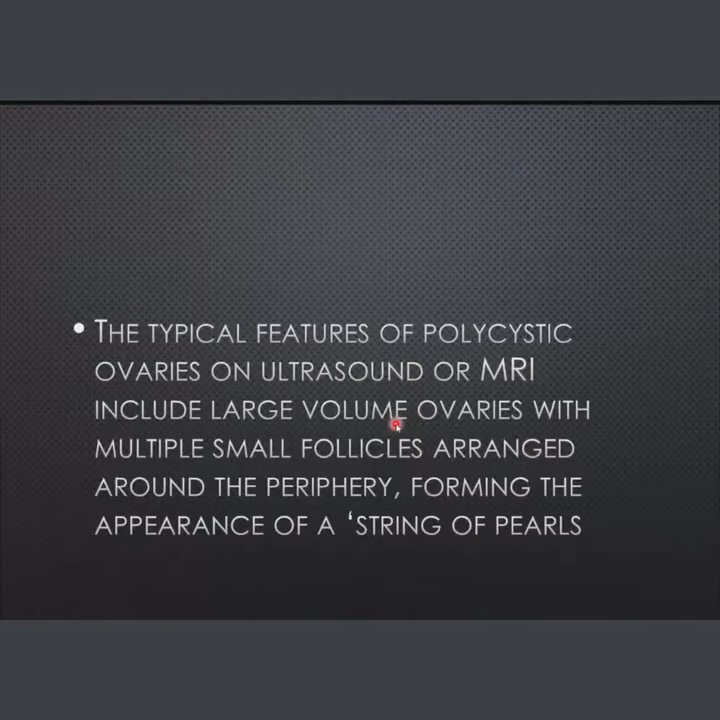 • The typical features of polycystic
ovaries on ultrasound or MRI
include large volume ovaries with
multiple small follicles arranged
around the periphery, forming the
appearance of a ‘string of pearls